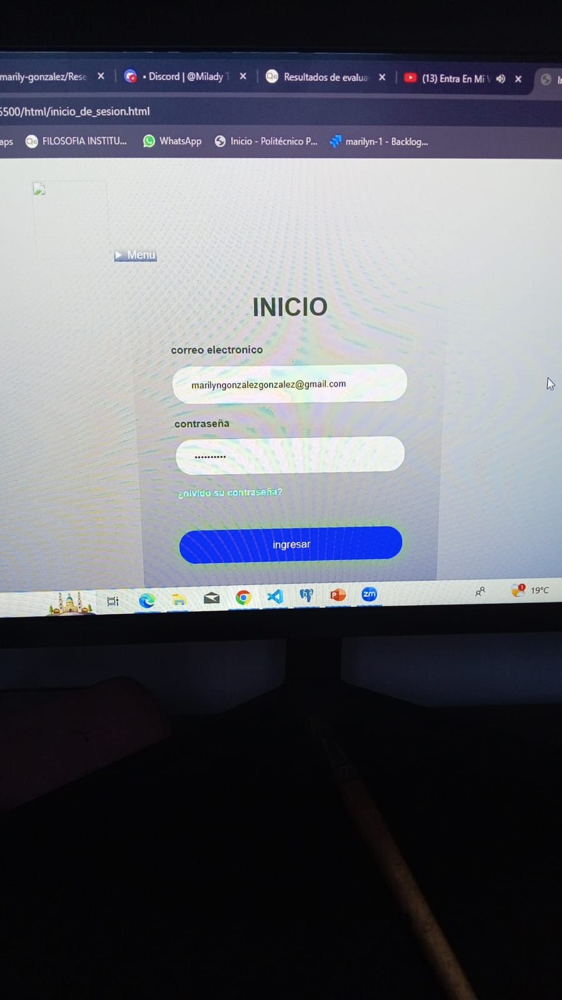 marily-gonzalez/Rese
• Discord | @Milady T
Resultados de evalua
(13) Entra En Mi
5500/html/inicio_de_sesion.html
aps
FILOSOFIA INSTITU...
WhatsApp
Inicio - Politécnico P...
marilyn-1 - Backlog...
Menu
INICIO
correo electronico
marilyngonzalezgonzalez@gmail.com
contraseña
¿olvido su contraseña?
ingresar
zm
1
19°C